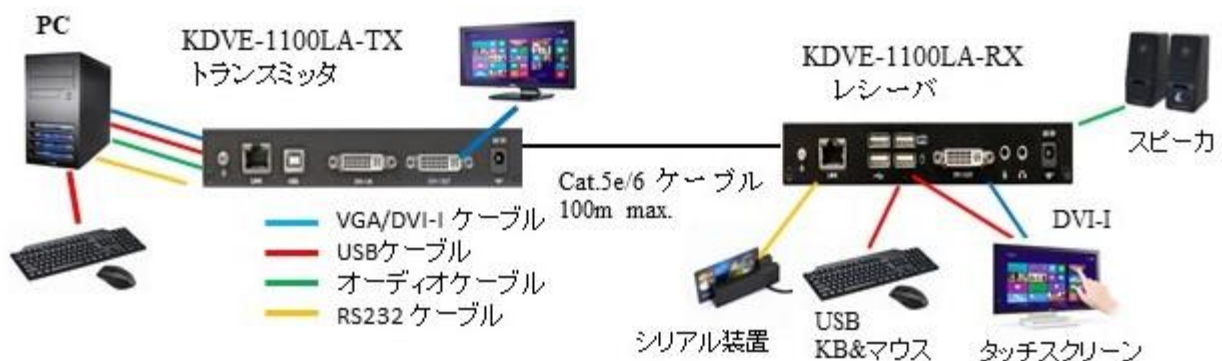 PC
KDVE-1100LA-TX
トランスミッタ
KDVE-1100LA-RX
レシーバ
スピーカ
Cat.5e/6 ケーブル
100m max.
VGA/DVI-I ケーブル
USBケーブル
オーディオケーブル
RS232 ケーブル
DVI-I
シリアル装置
USB
KB&マウス
タッチスクリーン